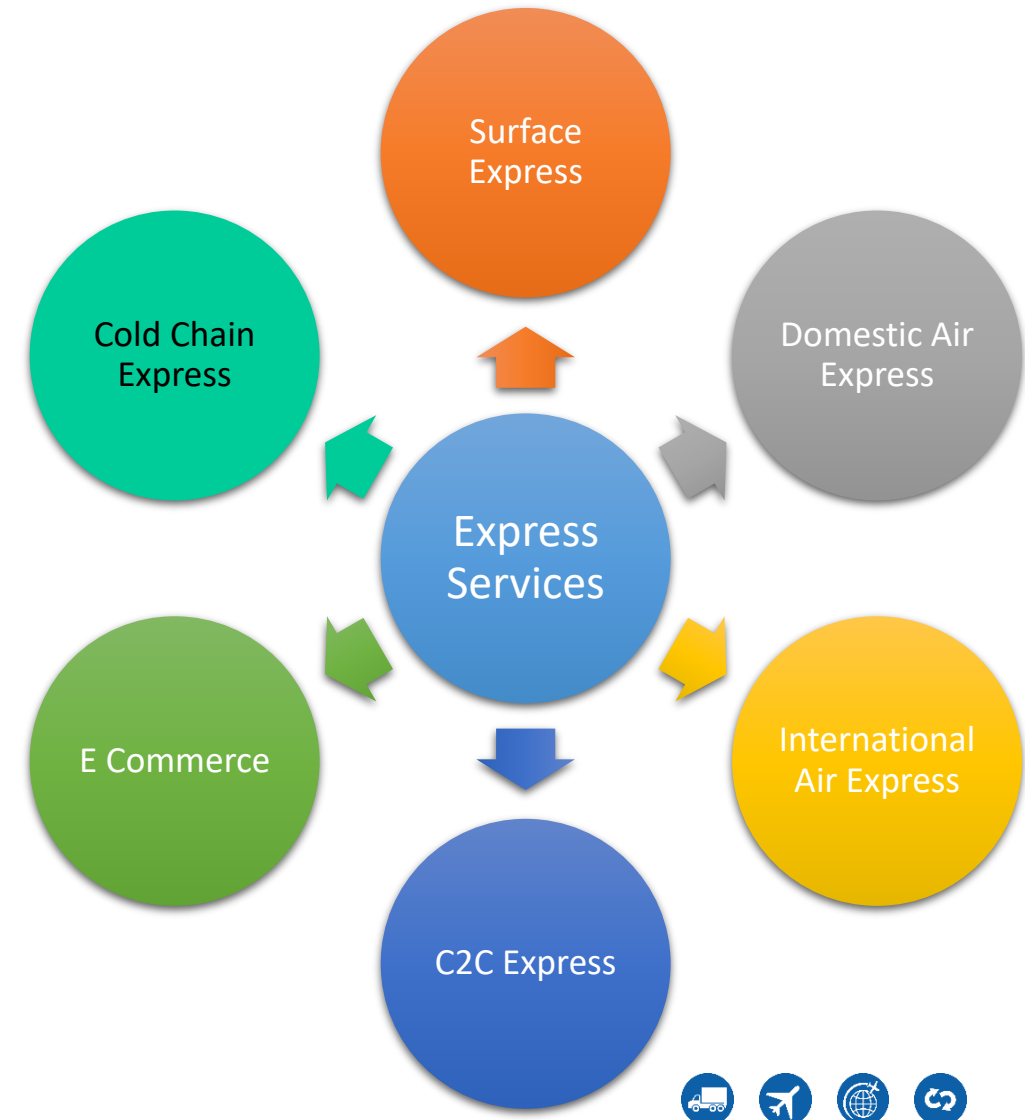 Surface
Express
Cold Chain
Express
Domestic Air
Express
Express
Services
E Commerce
International
Air Express
C2C Express